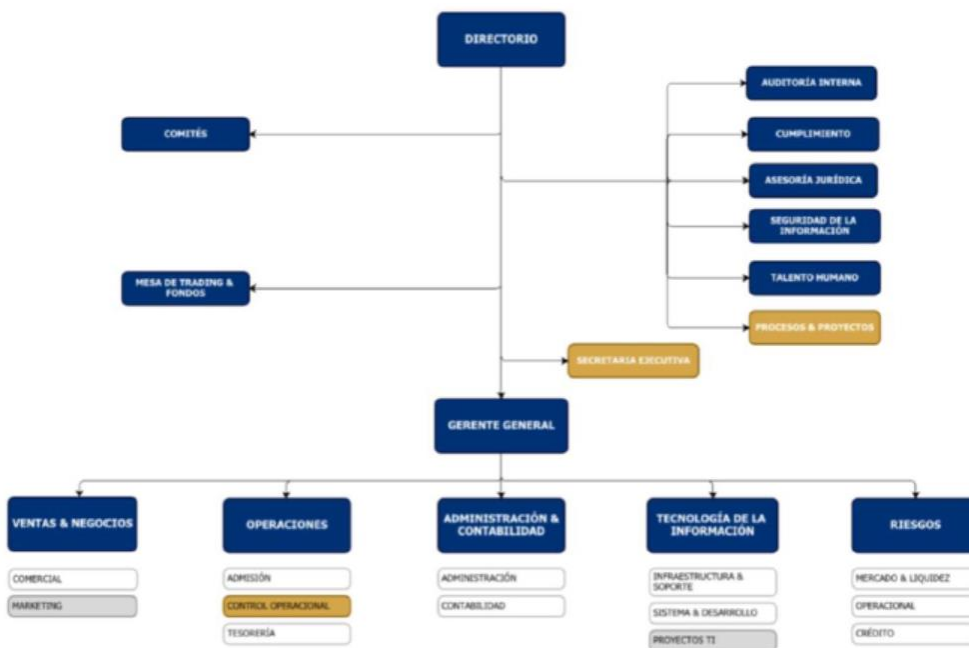 DIRECTORIO
AUDITORÍA INTERNA
COMITÉS
CUMPLIMIENTO
ASESORÍA JURÍDICA
SEGURIDAD DE LA
INFORMACIÓN
MESA DE TRADING &
FONDOS
TALENTO HUMANO
PROCESOS & PROYECTOS
SECRETARIA EJECUTIVA
GERENTE GENERAL
VENTAS & NEGOCIOS
COMERCIAL
MARKETING
OPERACIONES
ADMISIÓN
CONTROL OPERACIONAL
TESORERÍA
ADMINISTRACIÓN &
CONTABILIDAD
ADMINISTRACIÓN
CONTABILIDAD
TECNOLOGÍA DE LA
INFORMACIÓN
INFRAESTRUCTURA &
SOPORTE
SISTEMA & DESARROLLO
PROYECTOS TI
RIESGOS
MERCADO & LIQUIDEZ
OPERACIONAL
CRÉDITO